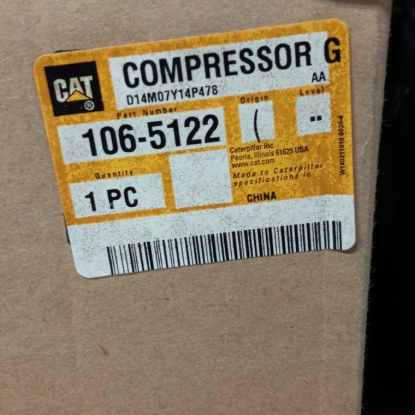 CAT
®
COMPRESSOR G
AA
D14M07Y14P478
Part Number
Origin
Level
106-5122
(
--
Caterpillar Inc.
Peoria, Illinois 61629 USA
www.cat.com
Quantity
Made to Caterpillar
specifications in
1 PC
CHINA